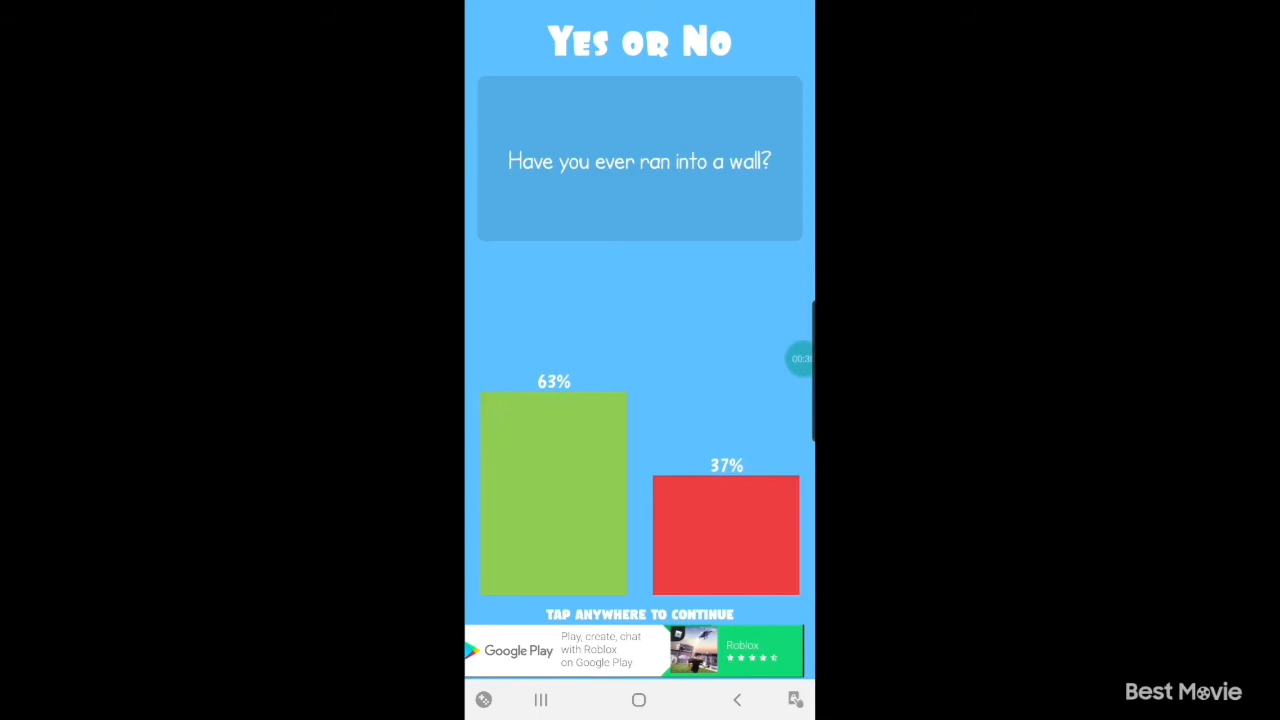 Yes or No
Have you ever ran into a wall?
63%
37%
TAP ANYWHERE TO CONTINUE
Google Play
Play, create, chat
with Roblox
on Google Play
Roblox
Best Movie